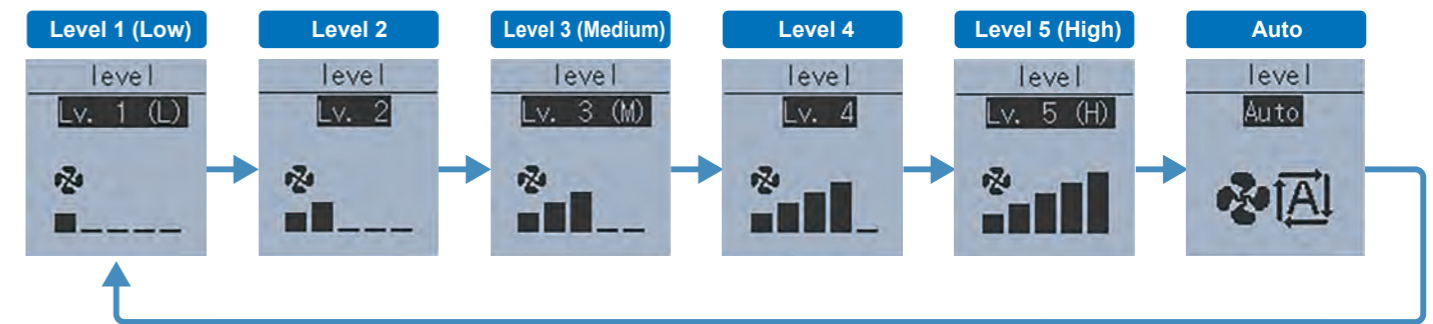 Level 1 (Low)
Level 2
Level 3 (Medium)
Level 4
Level 5 (High)
Auto
level
level
level
level
level
level
Lv. 1 (L)
Lv. 2
Lv. 3 (M)
Lv. 4
Lv. 5 (H)
Auto
A